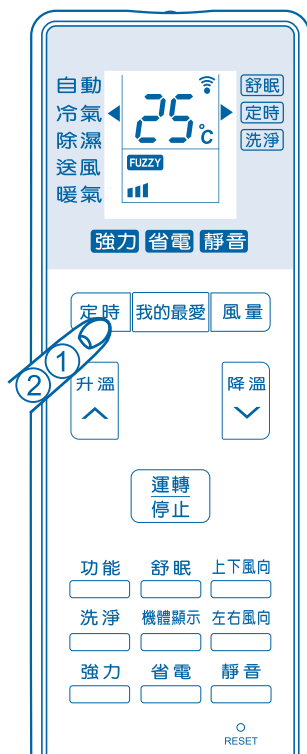 自動
冷氣
除濕
送風
暖氣
25℃
FUZZY
舒眠
定時
洗淨
強力 省電 靜音
定時 我的最愛 風量
①
②
升溫 降溫
運轉
停止
功能 舒眠 上下風向
洗淨 機體顯示 左右風向
強力 省電 靜音
RESET